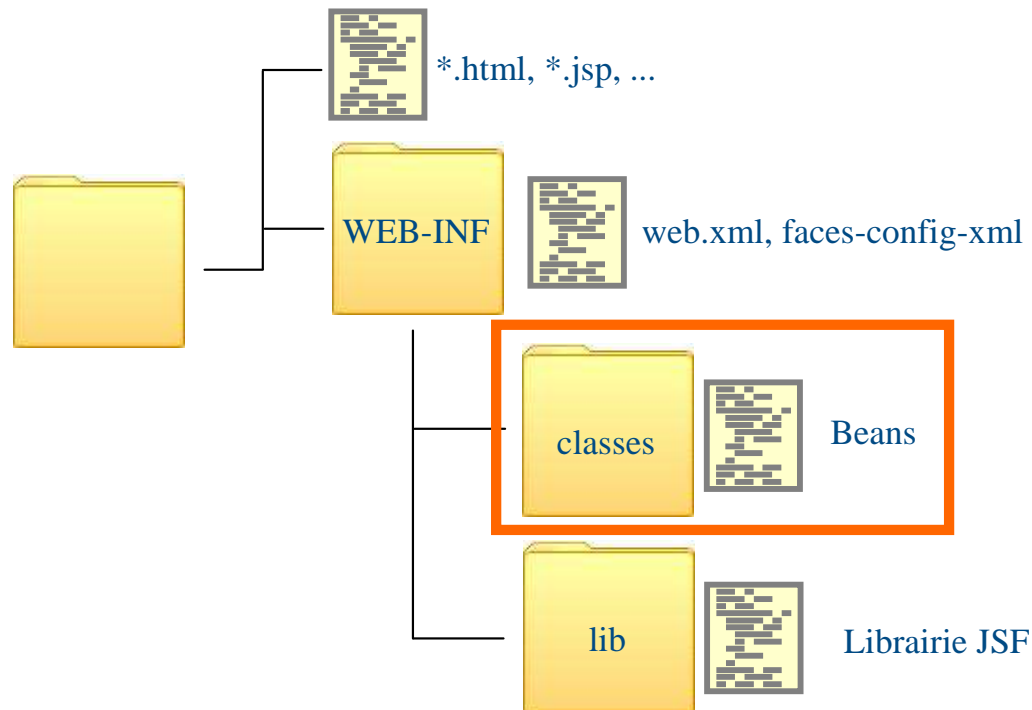 *.html, *.jsp, ...
WEB-INF
web.xml, faces-config-xml
classes
Beans
lib
Librairie JSF